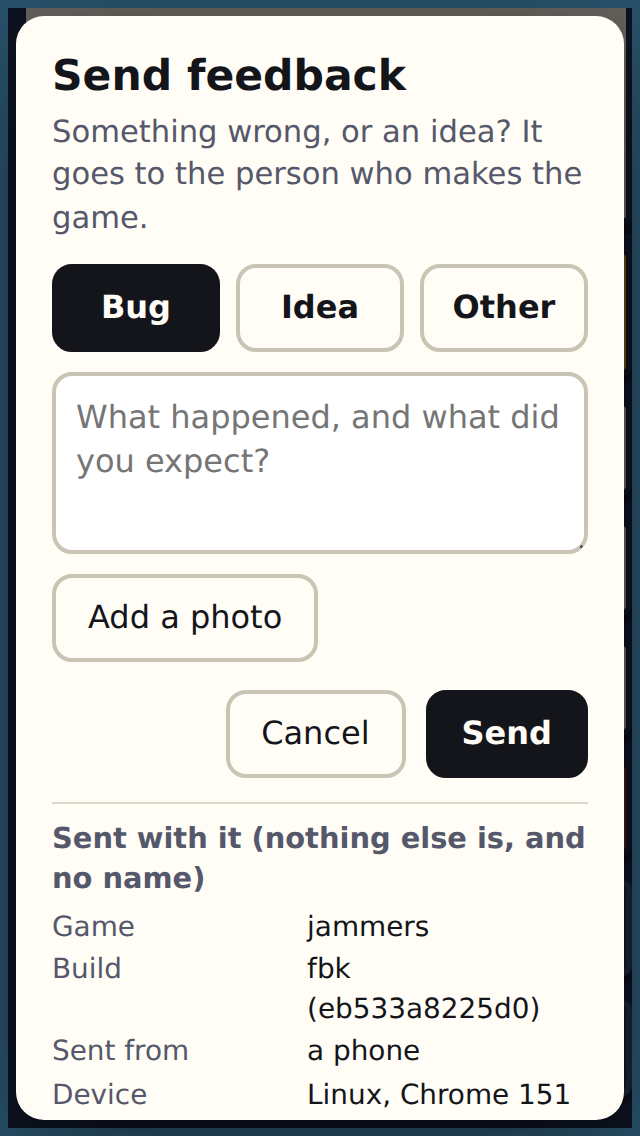 Send feedback
Something wrong, or an idea? It
goes to the person who makes the
game.
Bug
Idea
Other
What happened, and what did
you expect?
Add a photo
Cancel
Send
Sent with it (nothing else is, and
no name)
Game jammers
Build fbk
(eb533a8225d0)
Sent from a phone
Device Linux, Chrome 151